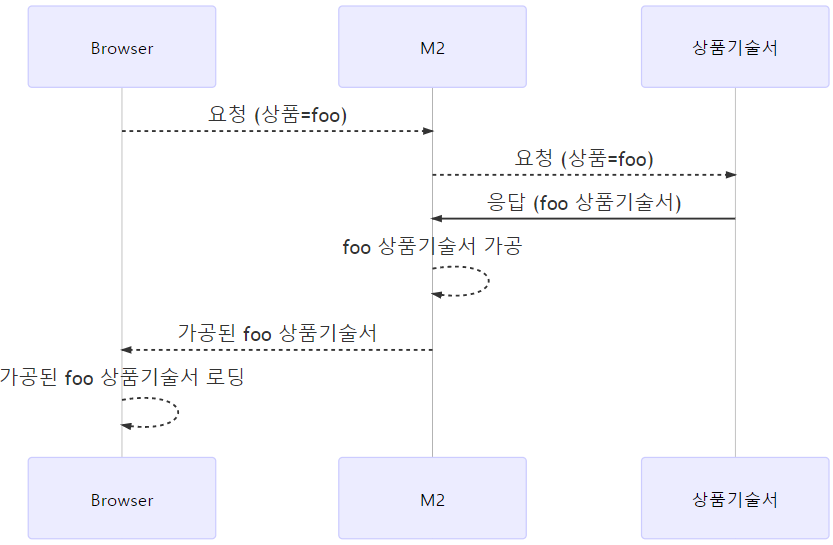 Browser
M2
상품기술서
요청 (상품=foo)
요청 (상품=foo)
응답 (foo 상품기술서)
foo 상품기술서 가공
가공된 foo 상품기술서
가공된 foo 상품기술서 로딩
Browser
M2
상품기술서